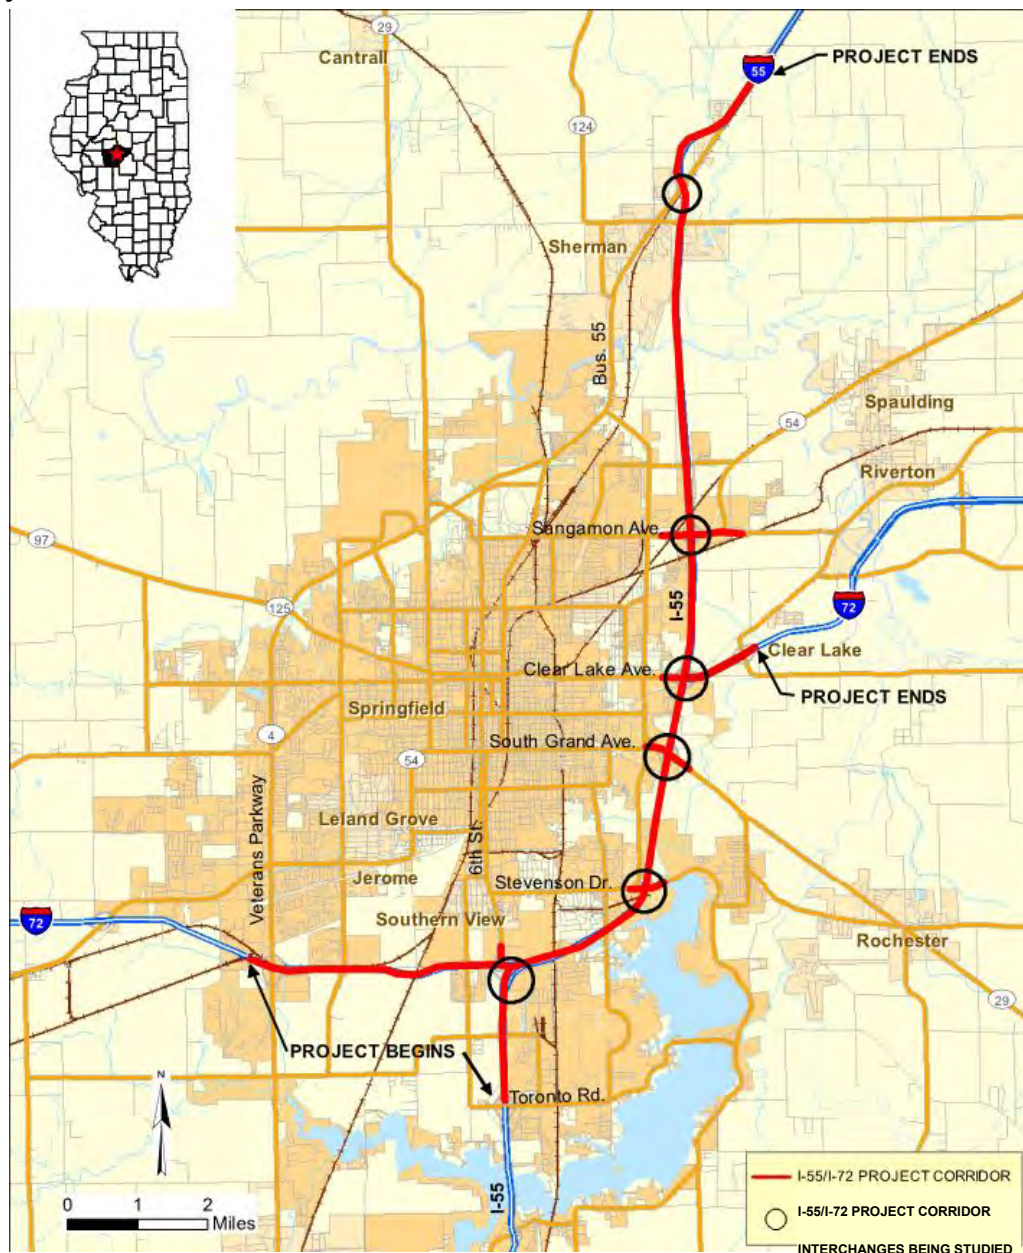 29
Cantrall
55
PROJECT ENDS
124
Sherman
Bus. 55
Spaulding
54
Riverton
Sangamon Ave.
97
I-55
72
125
Clear Lake Ave.
Clear Lake
PROJECT ENDS
Springfield
4
South Grand Ave.
54
Veterans Parkway
Leland Grove
6th St.
Jerome
Stevenson Dr.
Southern View
72
Rochester
29
PROJECT BEGINS
N
Toronto Rd.
I-55
0 1 2
Miles
I-55/I-72 PROJECT CORRIDOR
I-55/I-72 PROJECT CORRIDOR
INTERCHANGES BEING STUDIED